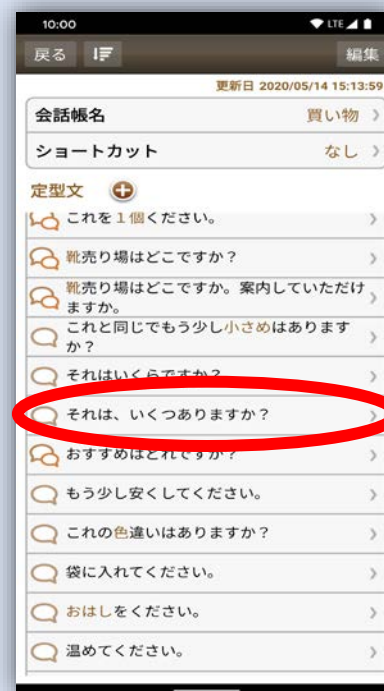 10:00
LTE
戻る
編集
更新日 2020/05/14 15:13:59
会話帳名
買い物
ショートカット
なし
定型文
これを1個ください。
靴売り場はどこですか？
靴売り場はどこですか。案内していただけ
ますか。
これと同じでもう少し小さめはあります
か？
それはいくらですか？
それは、いくつありますか？
おすすめはどれですか？
もう少し安くしてください。
これの色違いはありますか？
袋に入れてください。
おはしをください。
温めてください。